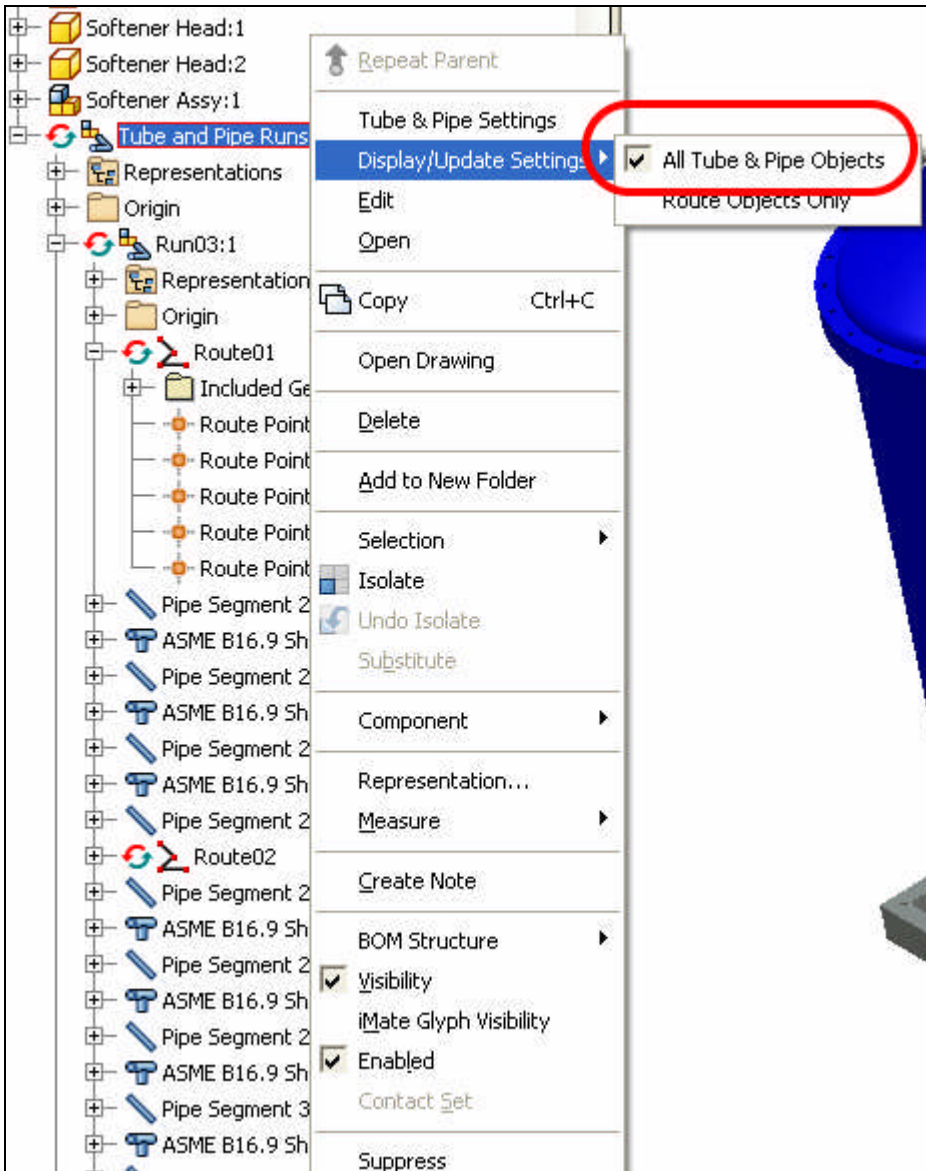 Softener Head:1
Softener Head:2
Softener Assy:1
Tube and Pipe Runs
Representations
Origin
Run03:1
Representation
Origin
Route01
Included Ge
Route Point
Route Point
Route Point
Route Point
Route Point
Pipe Segment 2
ASME B16.9 Sh
Pipe Segment 2
ASME B16.9 Sh
Pipe Segment 2
ASME B16.9 Sh
Pipe Segment 2
Route02
Pipe Segment 2
ASME B16.9 Sh
Pipe Segment 2
ASME B16.9 Sh
Pipe Segment 2
ASME B16.9 Sh
Pipe Segment 3
ASME B16.9 Sh
Repeat Parent
Tube & Pipe Settings
Display/Update Settings
Edit
Open
Copy Ctrl+C
Open Drawing
Delete
Add to New Folder
Selection
Isolate
Undo Isolate
Substitute
Component
Representation...
Measure
Create Note
BOM Structure
Visibility
iMate Glyph Visibility
Enabled
Contact Set
Suppress
All Tube & Pipe Objects
Route Objects Only